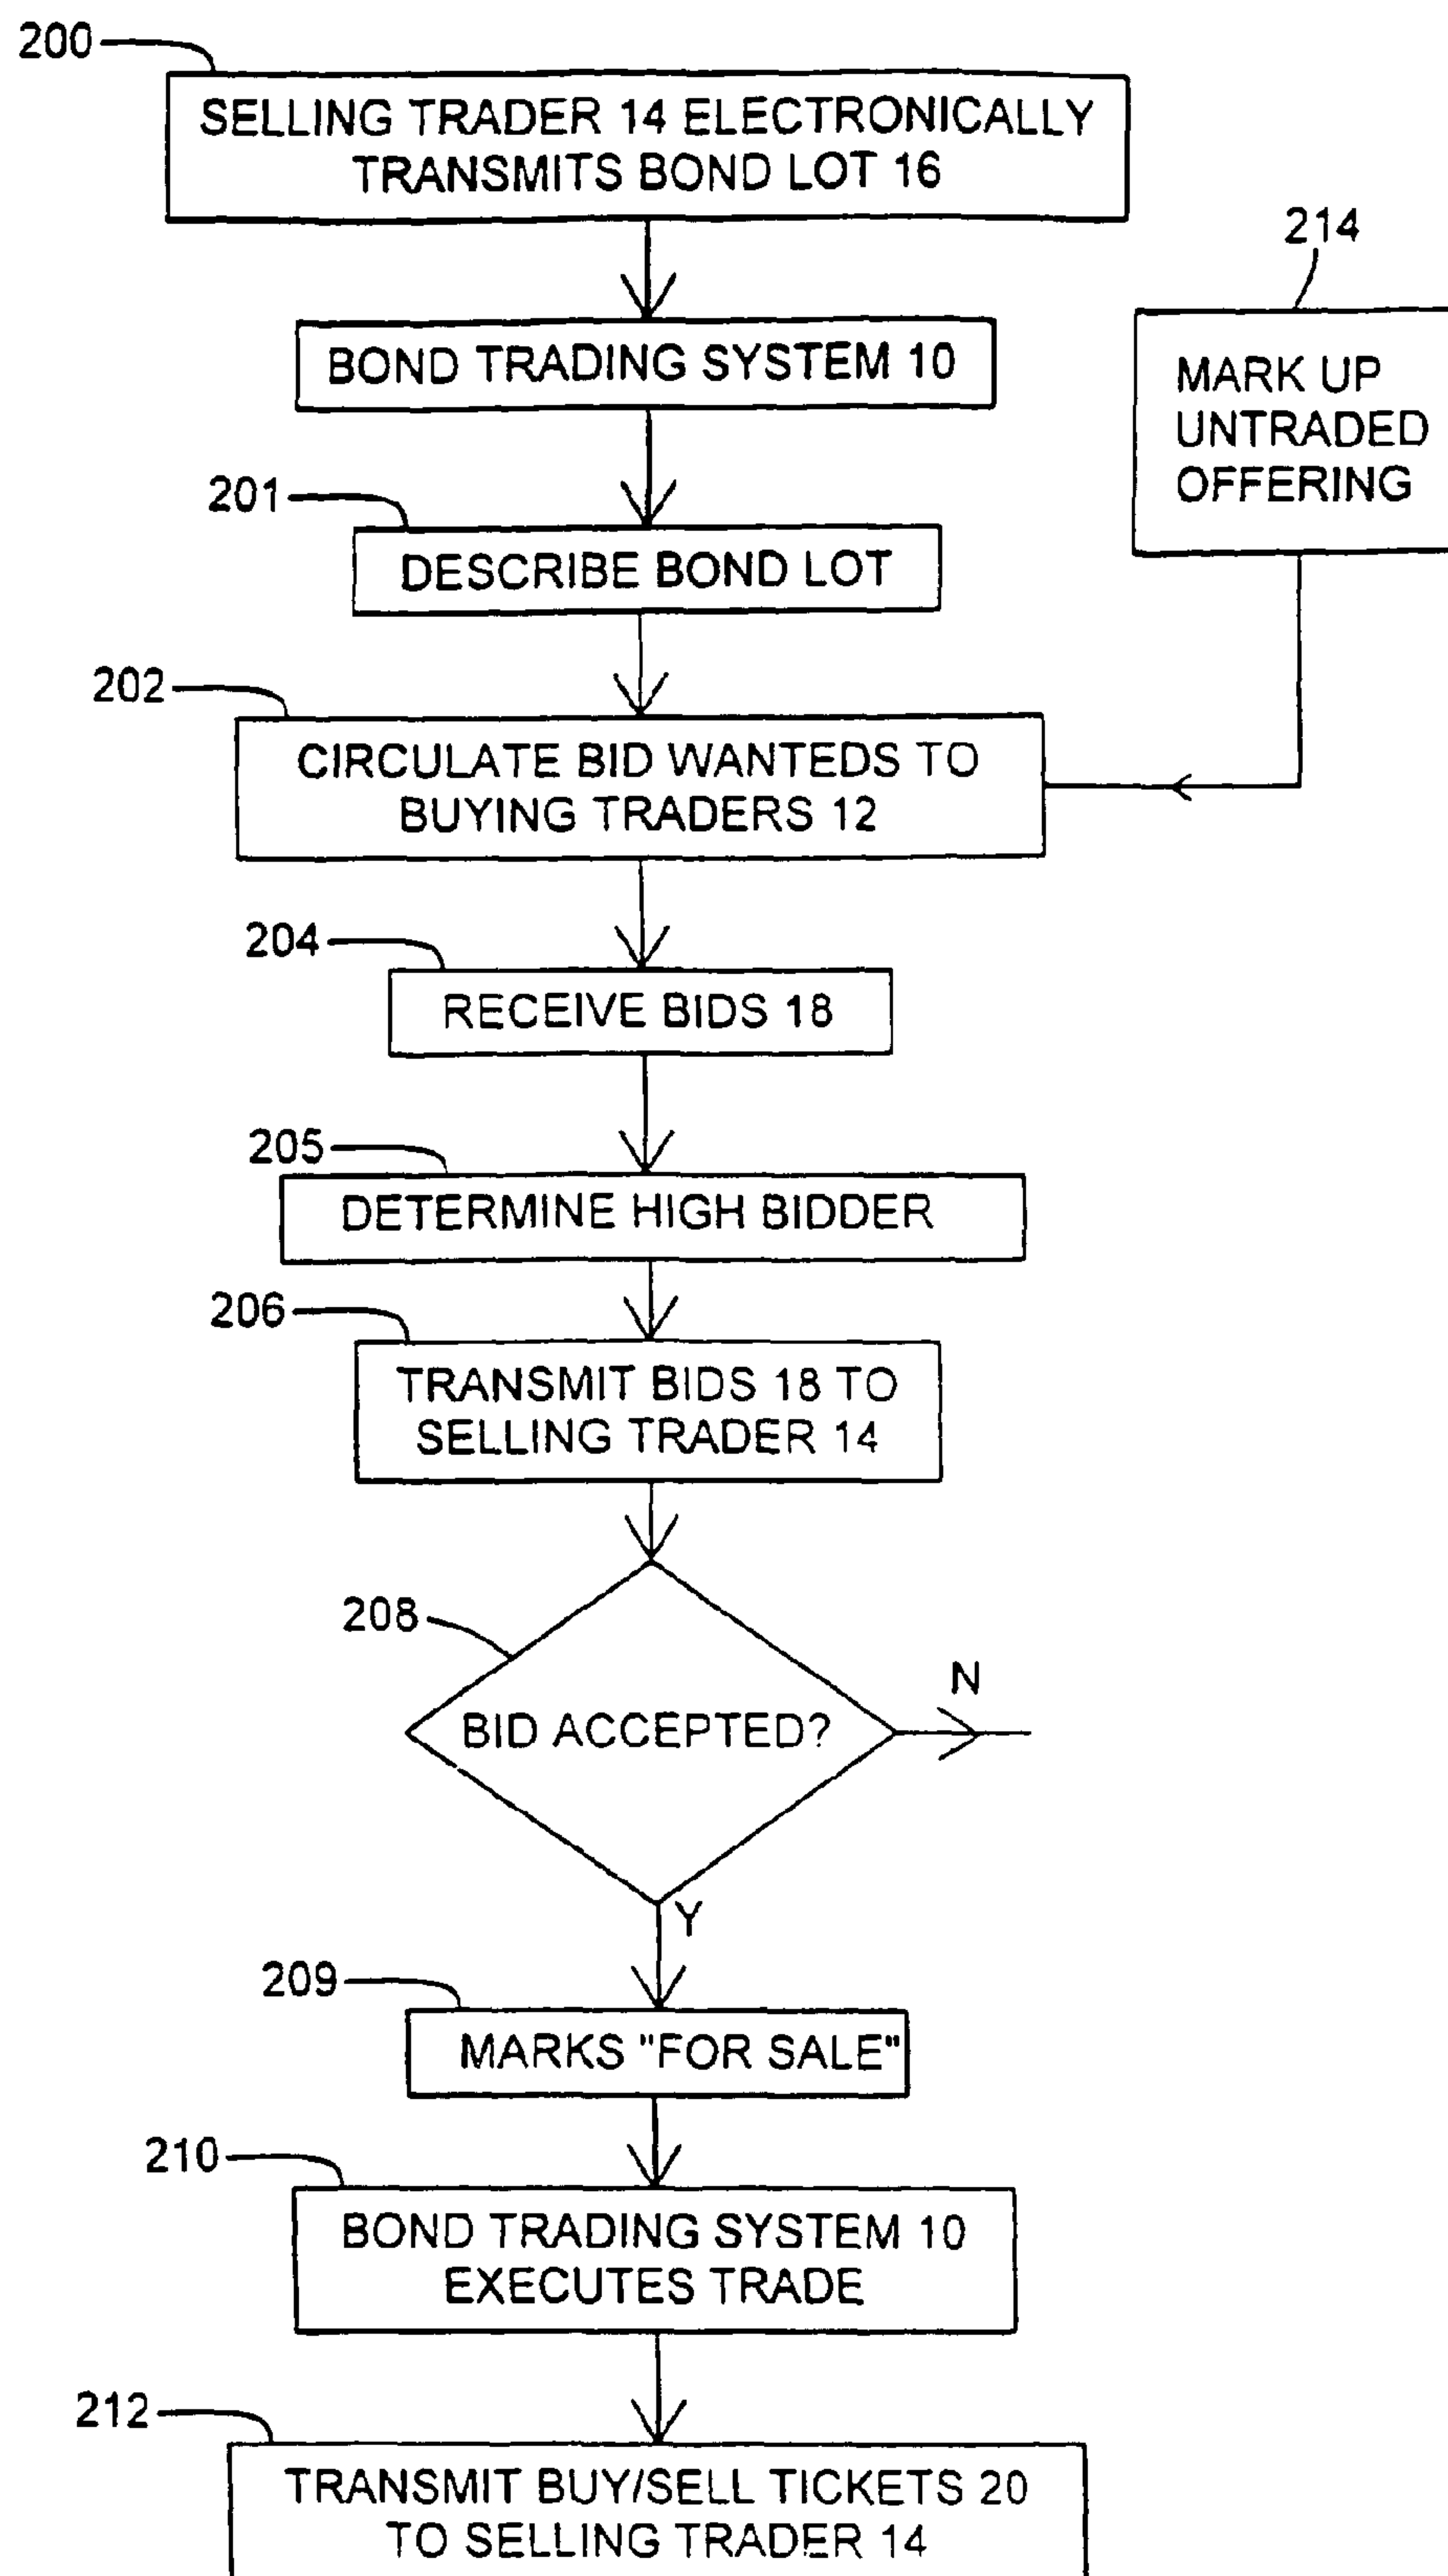 200
SELLING TRADER 14 ELECTRONICALLY
TRANSMITS BOND LOT 16
214
BOND TRADING SYSTEM 10
MARK UP
UNTRADED
OFFERING
201
DESCRIBE BOND LOT
202
CIRCULATE BID WANTEDS TO
BUYING TRADERS 12
204
RECEIVE BIDS 18
205
DETERMINE HIGH BIDDER
206
TRANSMIT BIDS 18 TO
SELLING TRADER 14
208
BID ACCEPTED?
N
Y
209
MARKS "FOR SALE"
210
BOND TRADING SYSTEM 10
EXECUTES TRADE
212
TRANSMIT BUY/SELL TICKETS 20
TO SELLING TRADER 14